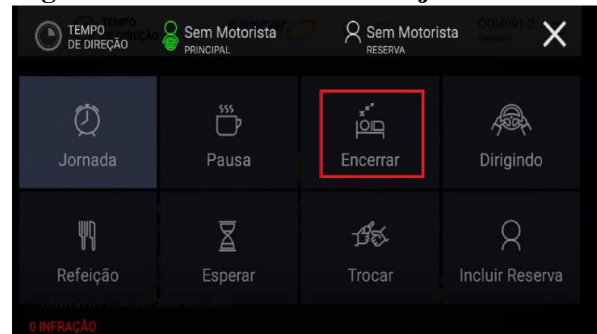 TEMPO
DE DIREÇÃO
Sem Motorista
PRINCIPAL
Sem Motorista
RESERVA
Jornada
Pausa
zzz
Encerrar
Dirigindo
Refeição
Esperar
Trocar
Incluir Reserva
0 INFRAÇÃO